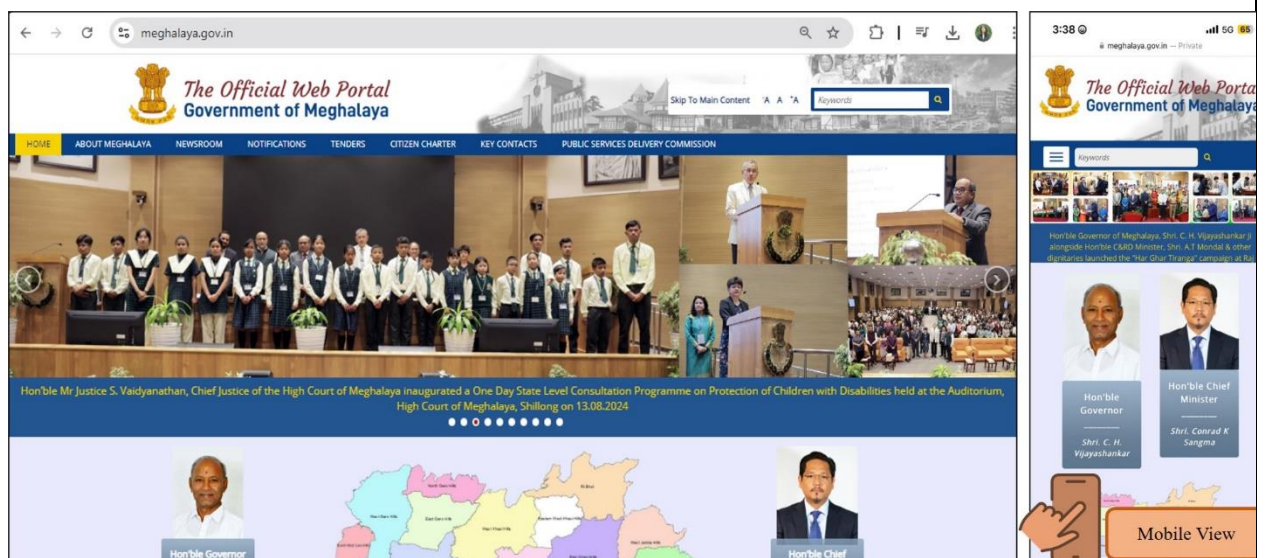 meghalaya.gov.in
The Official Web Portal
Government of Meghalaya
Skip To Main Content -A A +A Keywords
HOME ABOUT MEGHALAYA NEWSROOM NOTIFICATIONS TENDERS CITIZEN CHARTER KEY CONTACTS PUBLIC SERVICES DELIVERY COMMISSION
Hon'ble Mr Justice S. Vaidyanathan, Chief Justice of the High Court of Meghalaya inaugurated a One Day State Level Consultation Programme on Protection of Children with Disabilities held at the Auditorium,
High Court of Meghalaya, Shillong on 13.08.2024
Hon'ble Governor
Hon'ble Chief
3:38 5G 65
meghalaya.gov.in — Private
The Official Web Porta
Government of Meghalaya
Keywords
Hon'ble Governor of Meghalaya, Shri. C. H. Vijayashankar Ji
alongside Hon'ble C&RD Minister, Shri. A.T Mondal & other
dignitaries launched the "Har Ghar Tiranga" campaign at Raj
Hon'ble
Governor
Shri. C. H.
Vijayashankar
Hon'ble Chief
Minister
Shri. Conrad K
Sangma
Mobile View